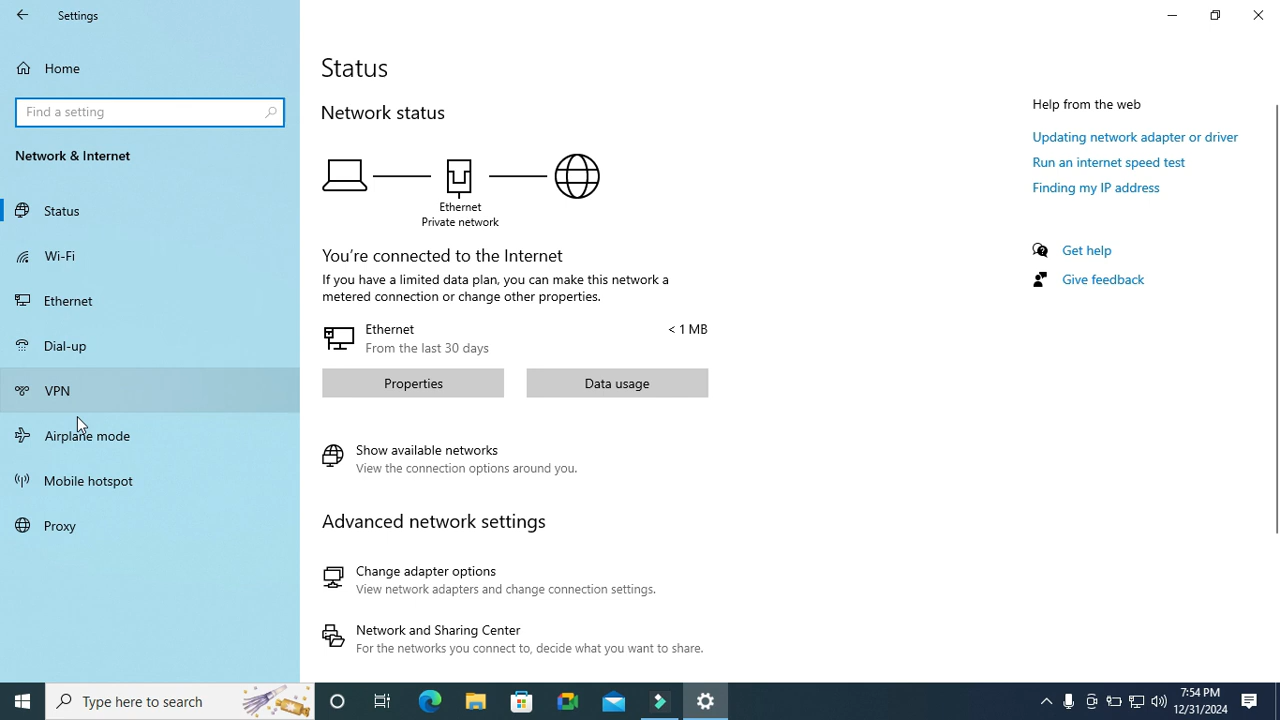 Settings
Home
Find a setting
Network & Internet
Status
Wi-Fi
Ethernet
Dial-up
VPN
Airplane mode
Mobile hotspot
Proxy
Status
Network status
Ethernet
Private network
You're connected to the Internet
If you have a limited data plan, you can make this network a
metered connection or change other properties.
Ethernet
< 1 MB
From the last 30 days
Properties
Data usage
Show available networks
View the connection options around you.
Advanced network settings
Change adapter options
View network adapters and change connection settings.
Network and Sharing Center
For the networks you connect to, decide what you want to share.
Help from the web
Updating network adapter or driver
Run an internet speed test
Finding my IP address
Get help
Give feedback
Type here to search
7:54 PM
12/31/2024